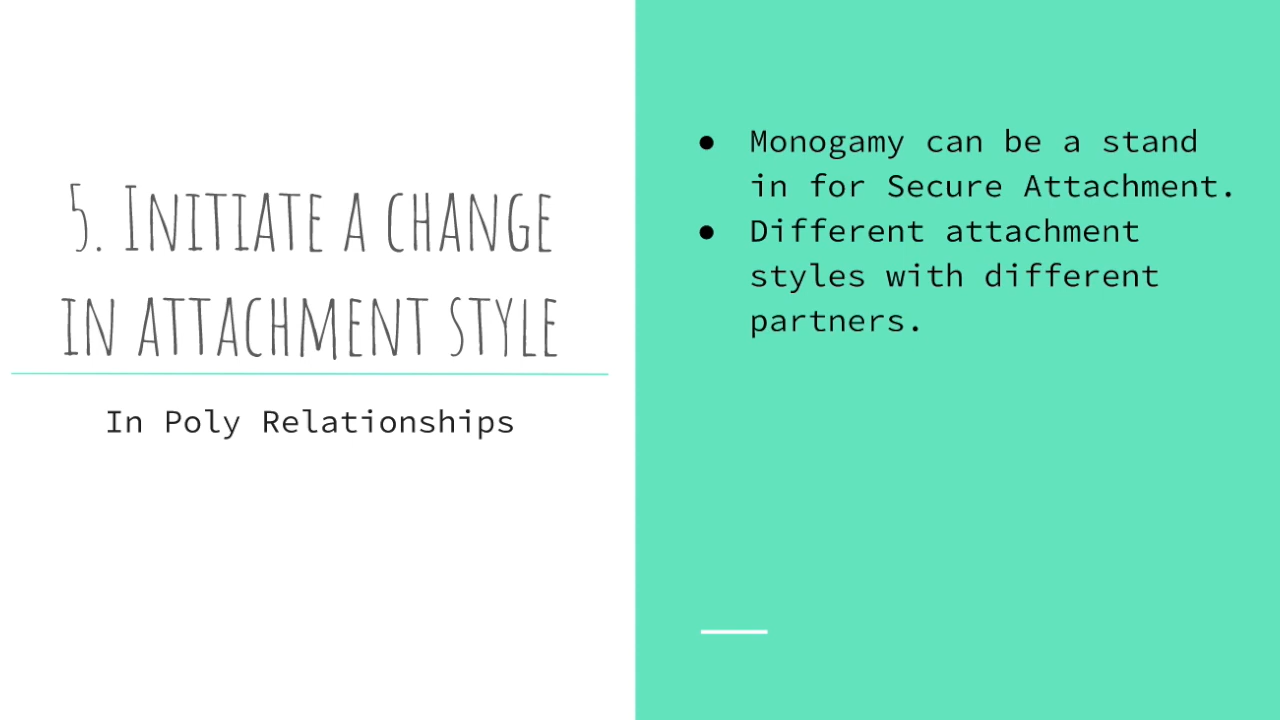 5. Initiate a change
in attachment style
In Poly Relationships
● Monogamy can be a stand
in for Secure Attachment.
● Different attachment
styles with different
partners.